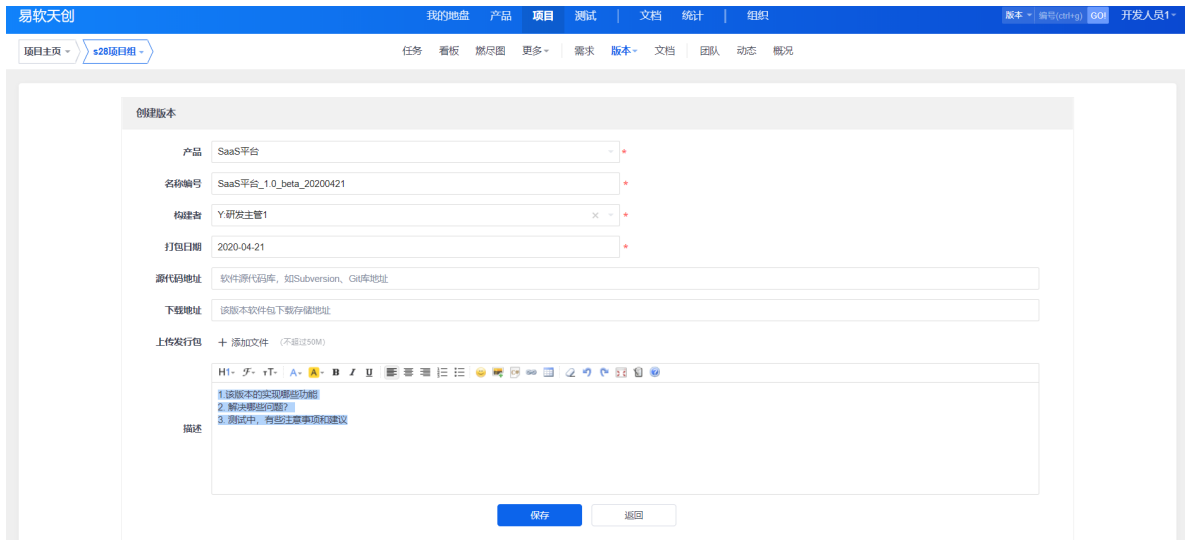 易软天创 我的地盘 产品 项目 测试 | 文档 统计 | 组织 版本 编号(ctrl+g) GO! 开发人员1
项目主页 s28项目组 任务 看板 燃尽图 更多 需求 版本 文档 团队 动态 概况
创建版本
产品 SaaS平台 *
名称编号 SaaS平台_1.0_beta_20200421 *
构建者 Y:研发主管1 × *
打包日期 2020-04-21 *
源代码地址 软件源代码库，如Subversion、Git库地址
下载地址 该版本软件包下载存储地址
上传发行包 + 添加文件 (不超过50M)
H1 F TT A A B I U
1.该版本的实现哪些功能
2. 解决哪些问题?
3. 测试中，有些注意事项和建议
描述
保存 返回